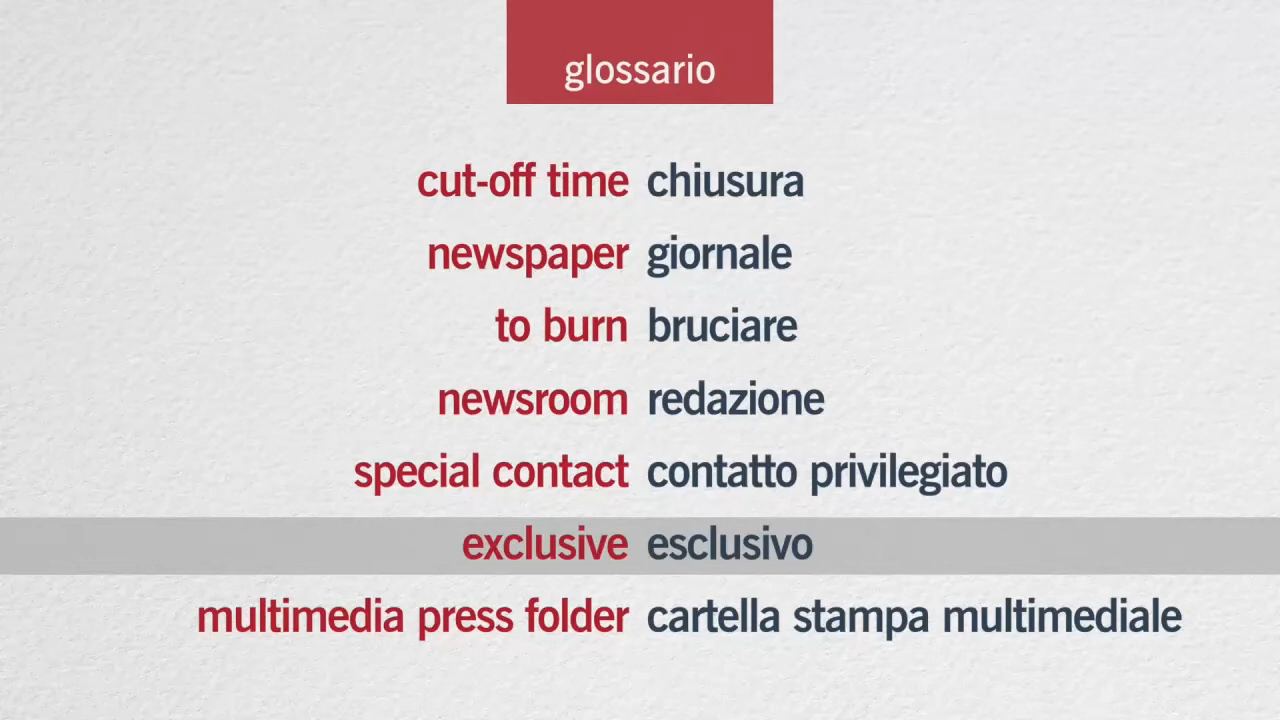 glossario
cut-off time chiusura
newspaper giornale
to burn bruciare
newsroom redazione
special contact contatto privilegiato
exclusive esclusivo
multimedia press folder cartella stampa multimediale